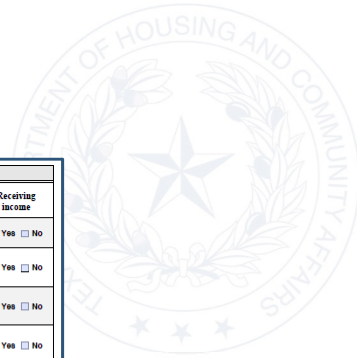 OF HOUSING AND COMMUNITY AFFAIRS
Receiving
income
Yes No
Yes No
Yes No
Yes No